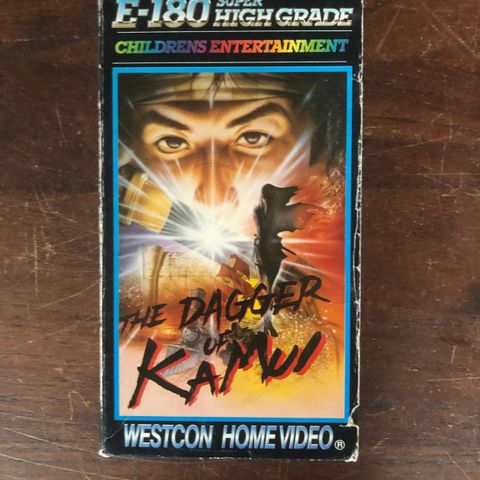 E-180 SUPER HIGH GRADE
CHILDRENS ENTERTAINMENT
THE DAGGER
OF
KAMUI
WESTCON HOME VIDEO ®